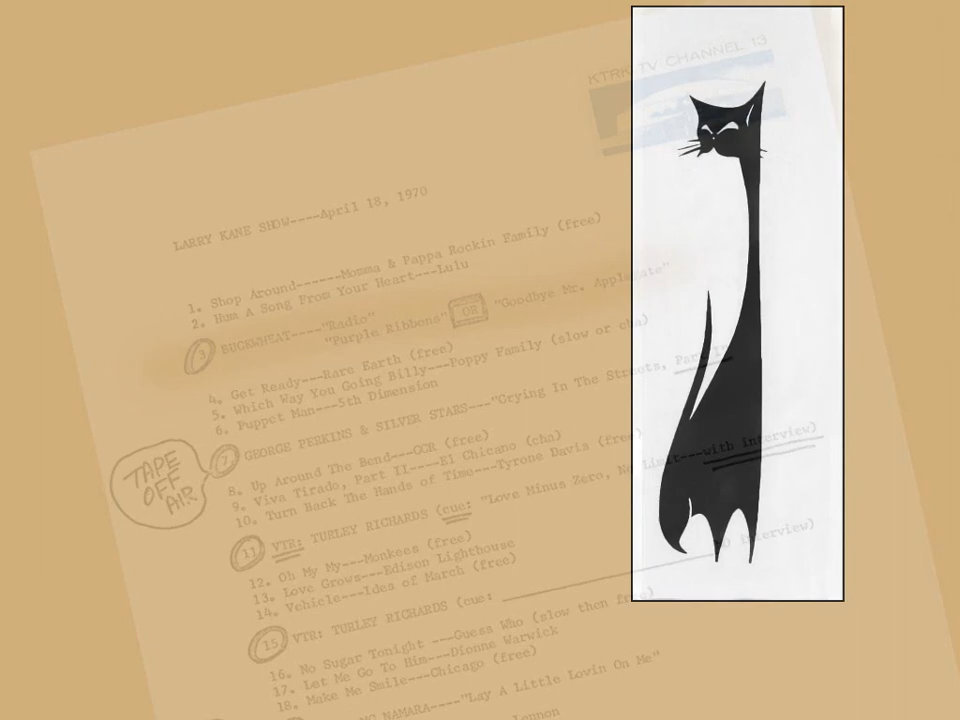 KTRK TV CHANNEL 13
LARRY KANE SHOW----April 18, 1970
1. Shop Around------Momma & Pappa Rockin Family (free)
2. Hum A Song From Your Heart---Lulu
3 BUCKWHEAT----"Radio"
"Purple Ribbons" OR "Goodbye Mr. Applegate"
4. Get Ready---Rare Earth (free)
5. Which Way You Going Billy---Poppy Family (slow or cha)
6. Puppet Man---5th Dimension
7 GEORGE PERKINS & SILVER STARS---"Crying In The Streets, Part 1"
TAPE
OFF
AIR
8. Up Around The Bend---CCR (free)
9. Viva Tirado, Part II----El Chicano (chn)
10. Turn Back The Hands of Time---Tyrone Davis (free)
11 VTR: TURLEY RICHARDS (cue: "Love Minus Zero, No Limit---with interview)
12. Oh My My---Monkees (free)
13. Love Grows---Edison Lighthouse
14. Vehicle---Ides of March (free)
15 VTR: TURLEY RICHARDS (cue: interview)
16. No Sugar Tonight ---Guess Who (slow then free)
17. Let Me Go To Him---Dionne Warwick
18. Make Me Smile---Chicago (free)
NAMARA----"Lay A Little Lovin On Me"
Lennon